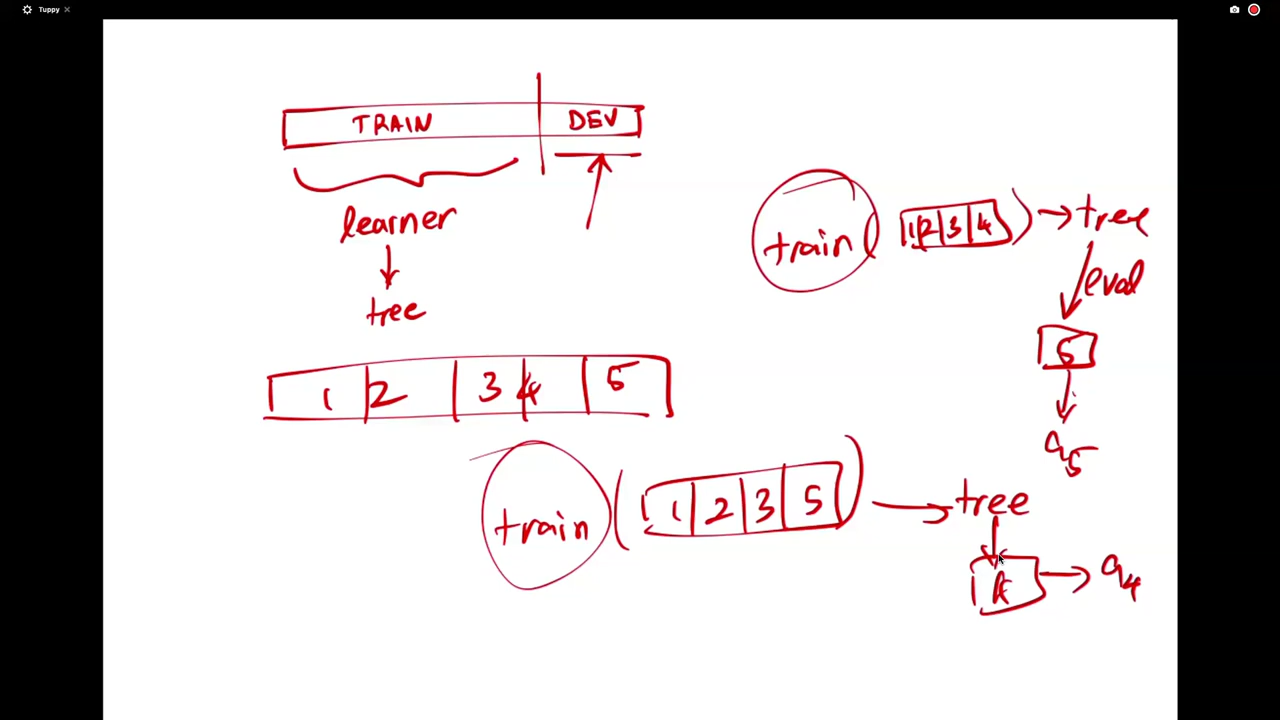 Tuppy
TRAIN DEV
learner
tree
train( 1 2 3 4 ) → tree
eval
5
a5
1 2 3 4 5
train ( 1 2 3 5 ) → tree
4 → a4